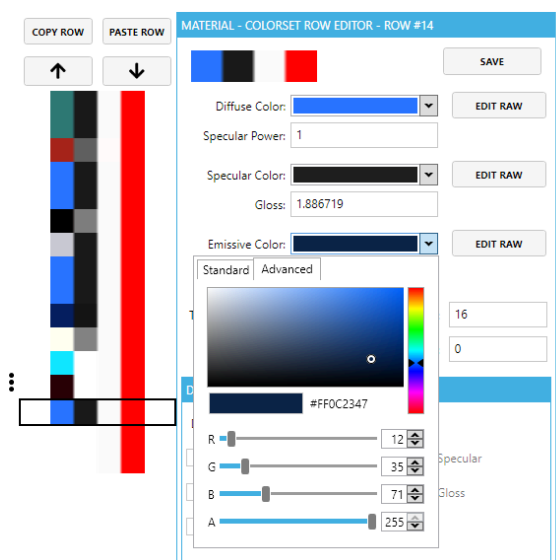 COPY ROW
PASTE ROW
MATERIAL - COLORSET ROW EDITOR - ROW #14
SAVE
Diffuse Color:
EDIT RAW
Specular Power: 1
Specular Color:
EDIT RAW
Gloss: 1.886719
Emissive Color:
EDIT RAW
Standard Advanced
T
16
0
#FF0C2347
D
R 12
G 35
Specular
B 71
Gloss
A 255